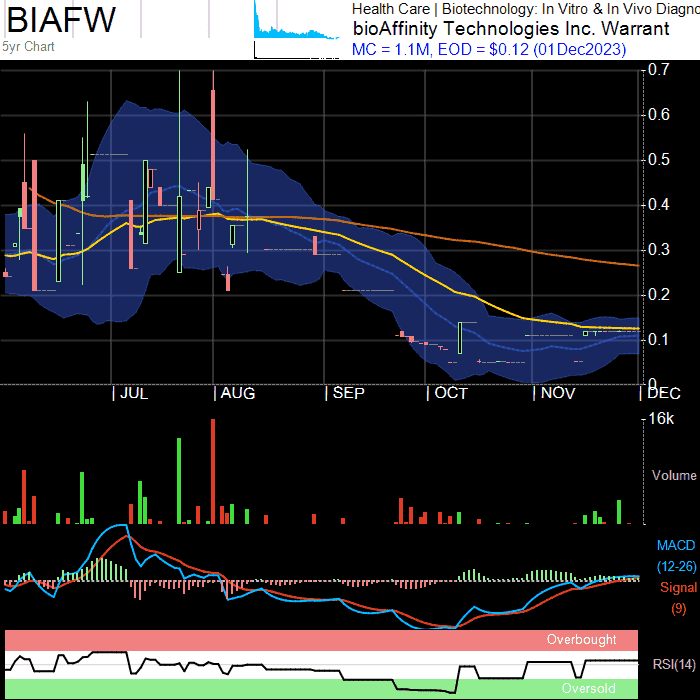 BIAFW
5yr Chart
Health Care | Biotechnology: In Vitro & In Vivo Diagno
bioAffinity Technologies Inc. Warrant
MC = 1.1M, EOD = $0.12 (01Dec2023)
0.7
0.6
0.5
0.4
0.3
0.2
0.1
0
| JUL | AUG | SEP | OCT | NOV | DEC
16k
Volume
MACD
(12-26)
Signal
(9)
Overbought
RSI(14)
Oversold